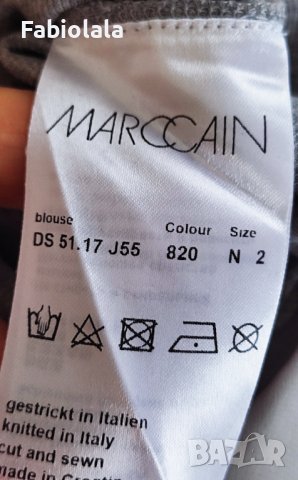 Fabiolala
MARCCAIN
blouse Colour Size
DS 51.17 J55 820 N 2
gestrickt in Italien
knitted in Italy
cut and sewn
made in
BAZAR